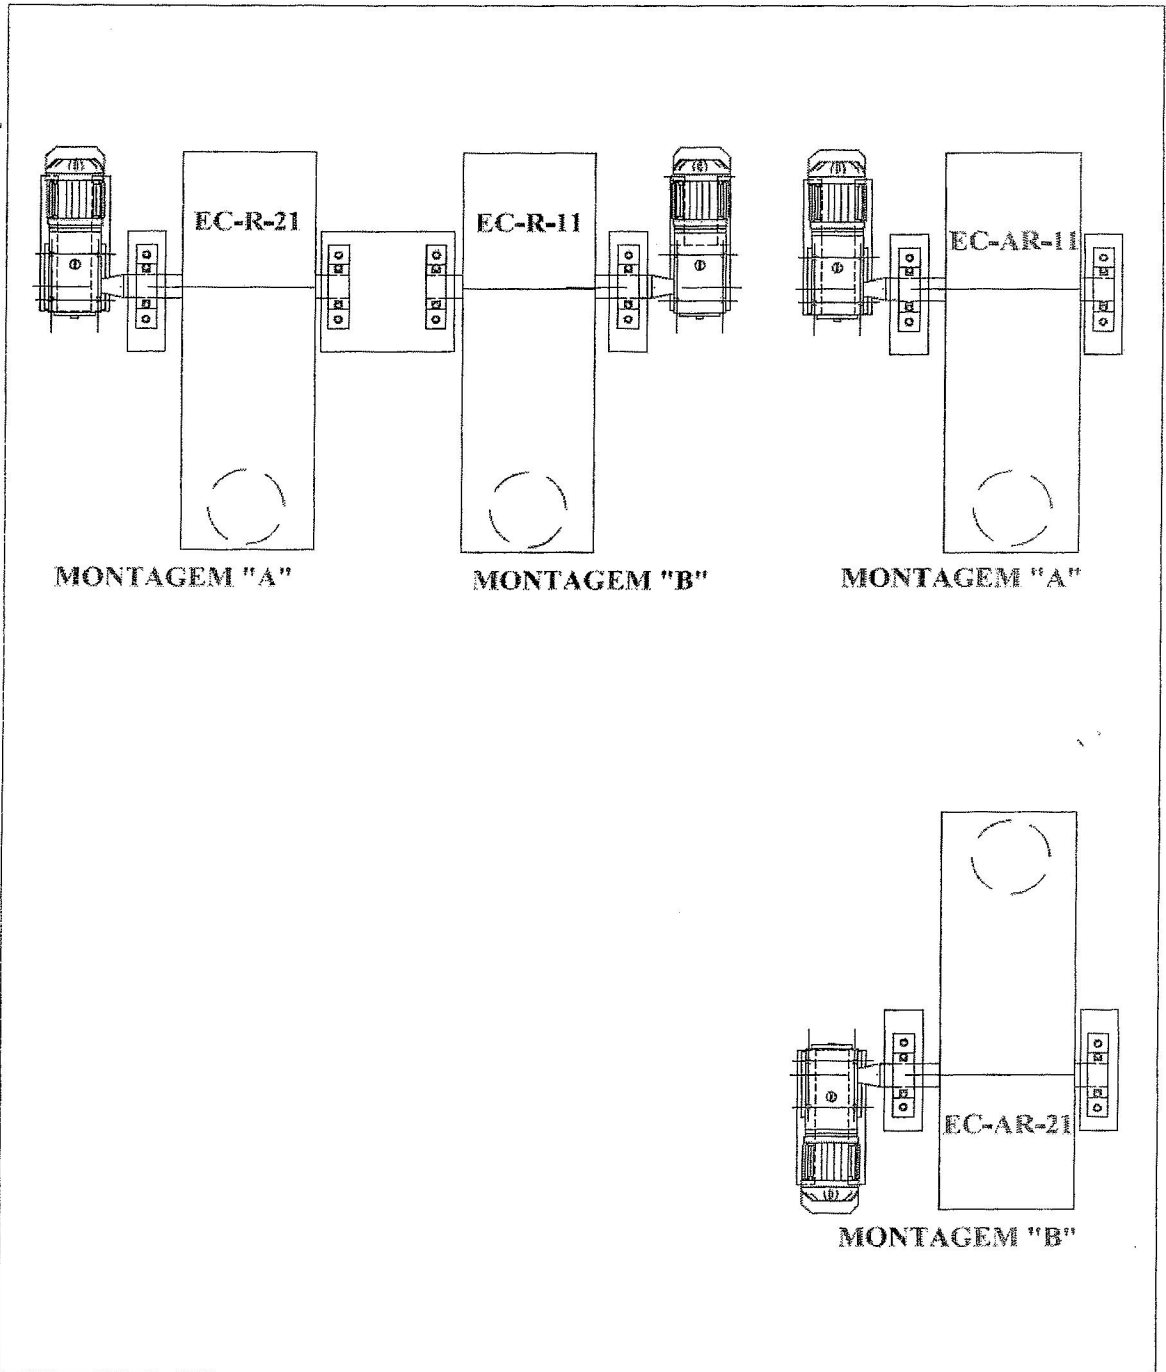 EC-R-21
EC-R-11
EC-AR-11
MONTAGEM "A"
MONTAGEM "B"
MONTAGEM "A"
EC-AR-21
MONTAGEM "B"